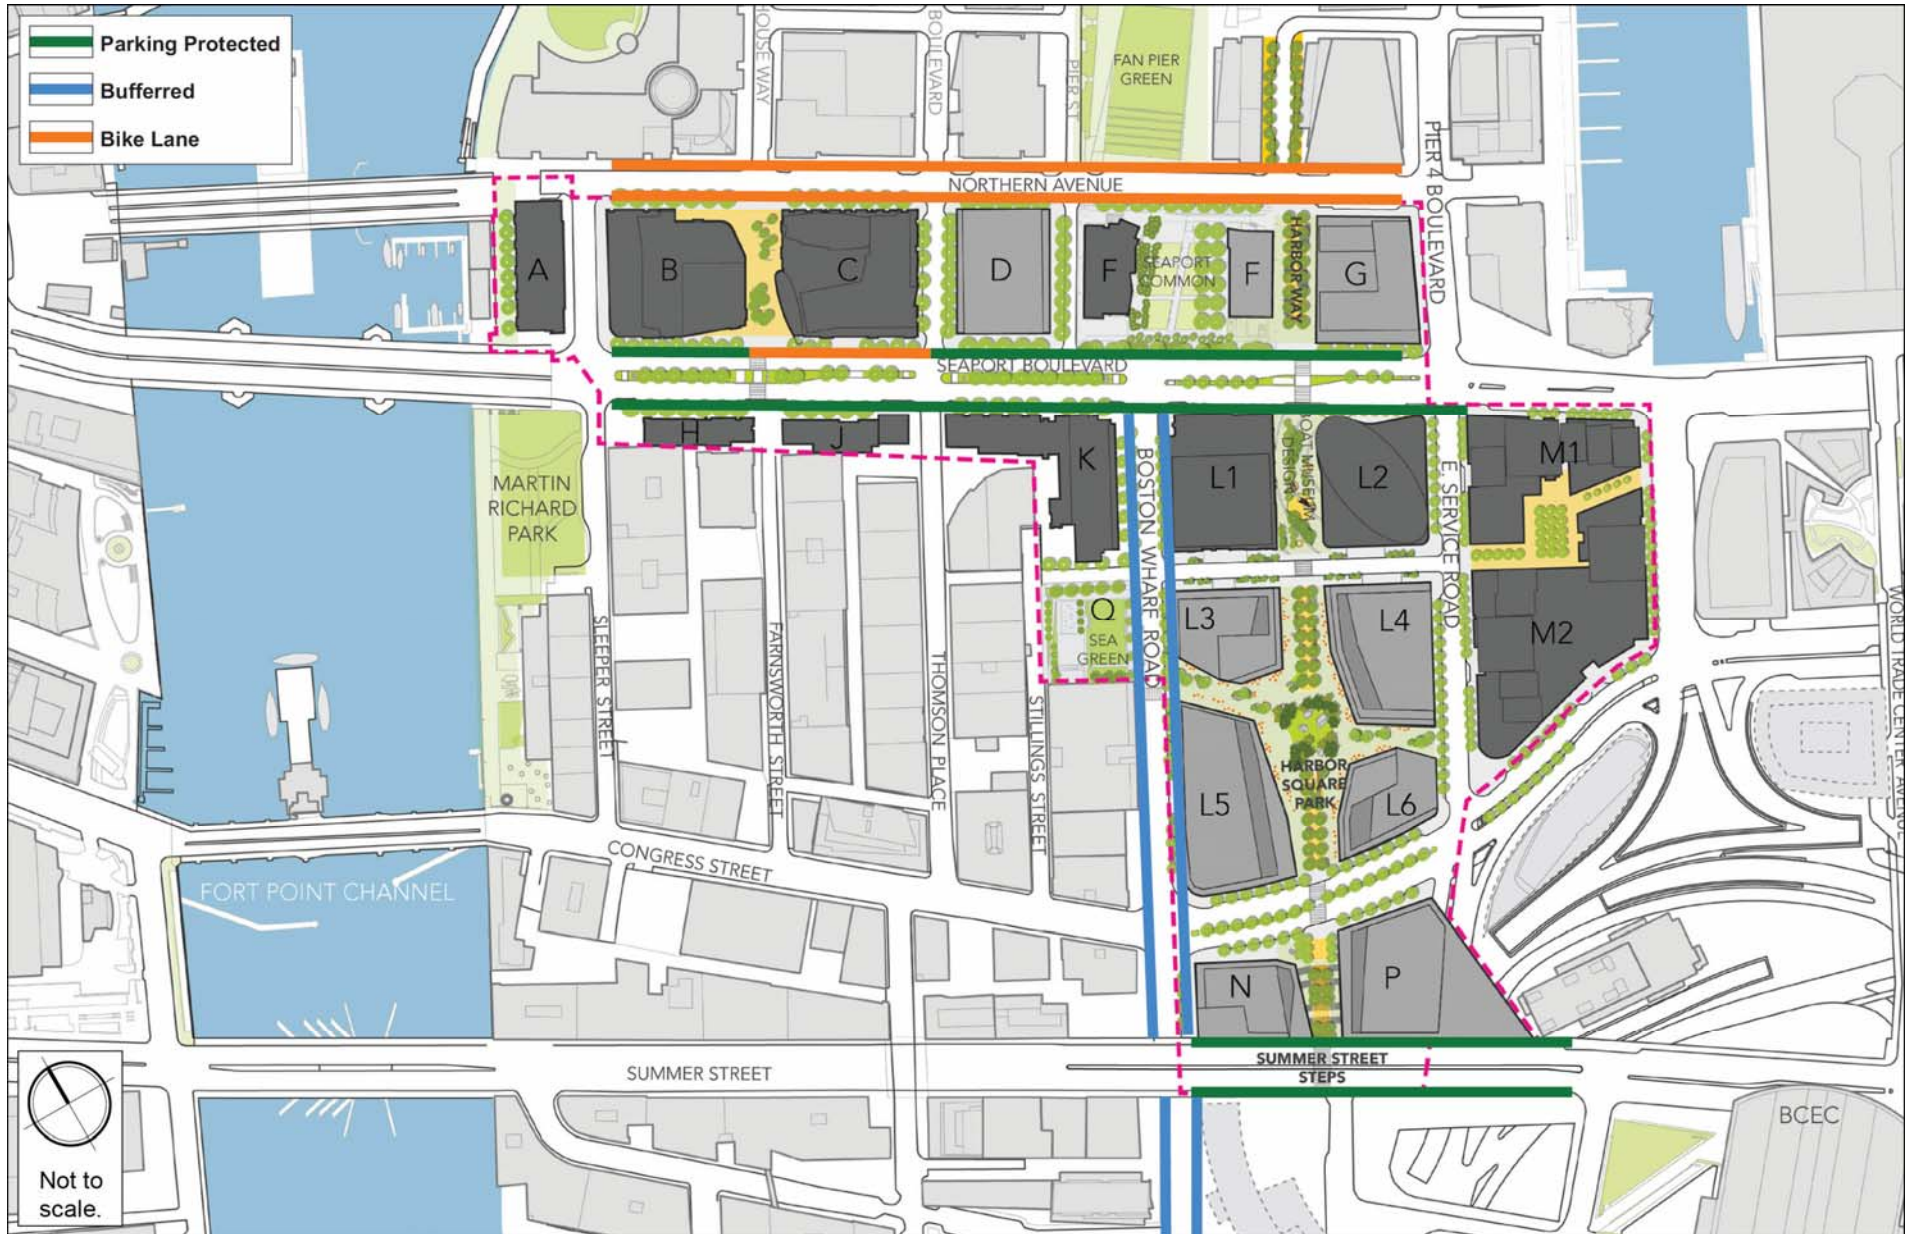 Parking Protected
Bufferred
Bike Lane
HOUSE WAY
BOULEVARD
PIER ST
FAN PIER
GREEN
PIER 4 BOULEVARD
NORTHERN AVENUE
A
B
C
D
F
SEAPORT
COMMON
F
HARBOR WAY
G
SEAPORT BOULEVARD
H
J
K
BOSTON WHARF ROAD
L1
OAT MUSEUM
DESIGN
L2
E. SERVICE ROAD
M1
MARTIN
RICHARD
PARK
SLEEPER STREET
FARNSWORTH STREET
THOMSON PLACE
STILLINGS STREET
Q
SEA
GREEN
L3
L4
M2
WORLD TRADE CENTER AVENUE
HARBOR
SQUARE
PARK
L5
L6
CONGRESS STREET
FORT POINT CHANNEL
N
P
SUMMER STREET
SUMMER STREET
STEPS
BCEC
Not to
scale.